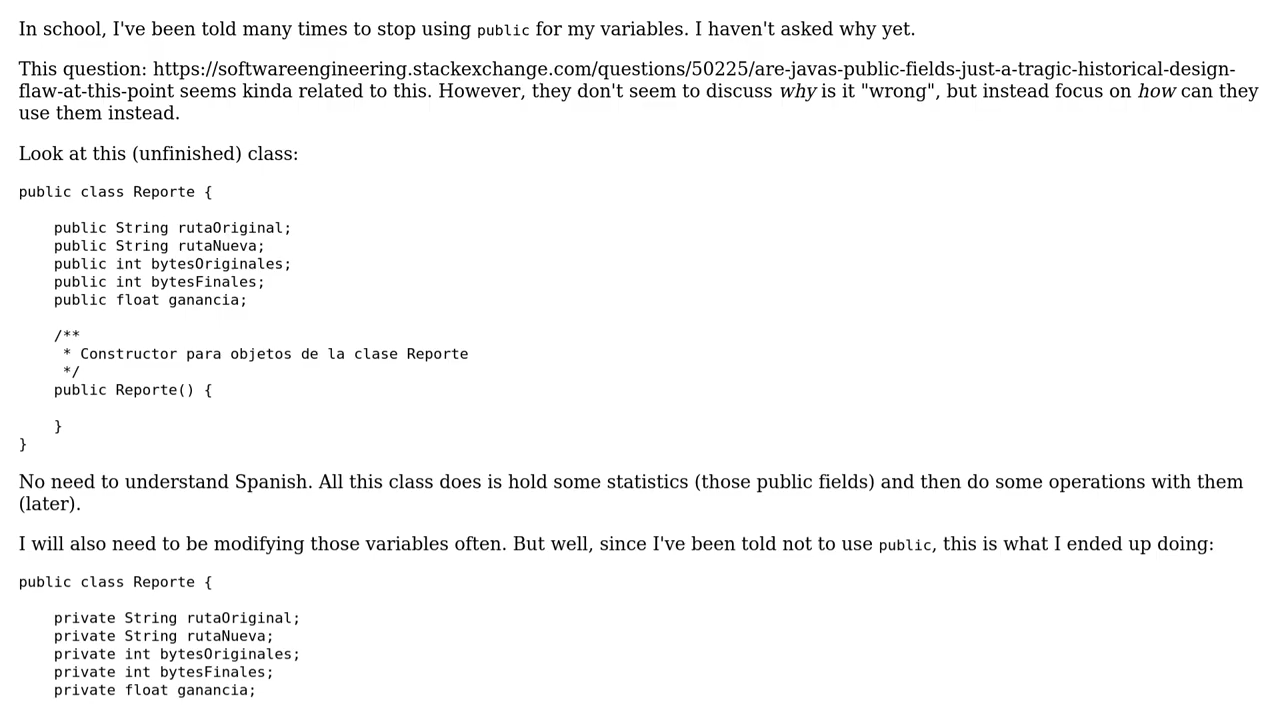 In school, I've been told many times to stop using public for my variables. I haven't asked why yet.
This question: https://softwareengineering.stackexchange.com/questions/50225/are-javas-public-fields-just-a-tragic-historical-design-
flaw-at-this-point seems kinda related to this. However, they don't seem to discuss why is it "wrong", but instead focus on how can they
use them instead.
Look at this (unfinished) class:
public class Reporte {
    public String rutaOriginal;
    public String rutaNueva;
    public int bytesOriginales;
    public int bytesFinales;
    public float ganancia;
    /**
     * Constructor para objetos de la clase Reporte
     */
    public Reporte() {
    }
}
No need to understand Spanish. All this class does is hold some statistics (those public fields) and then do some operations with them
(later).
I will also need to be modifying those variables often. But well, since I've been told not to use public, this is what I ended up doing:
public class Reporte {
    private String rutaOriginal;
    private String rutaNueva;
    private int bytesOriginales;
    private int bytesFinales;
    private float ganancia;